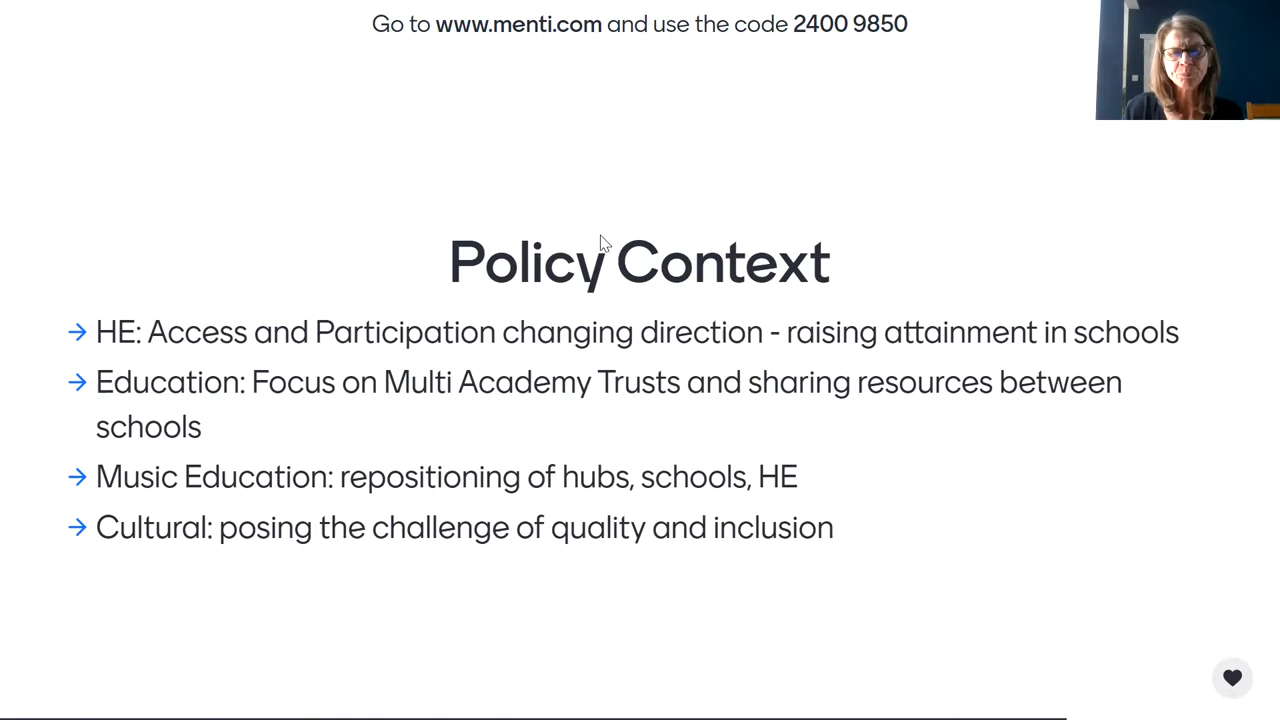 Go to www.menti.com and use the code 2400 9850
Policy Context
→ HE: Access and Participation changing direction - raising attainment in schools
→ Education: Focus on Multi Academy Trusts and sharing resources between
schools
→ Music Education: repositioning of hubs, schools, HE
→ Cultural: posing the challenge of quality and inclusion